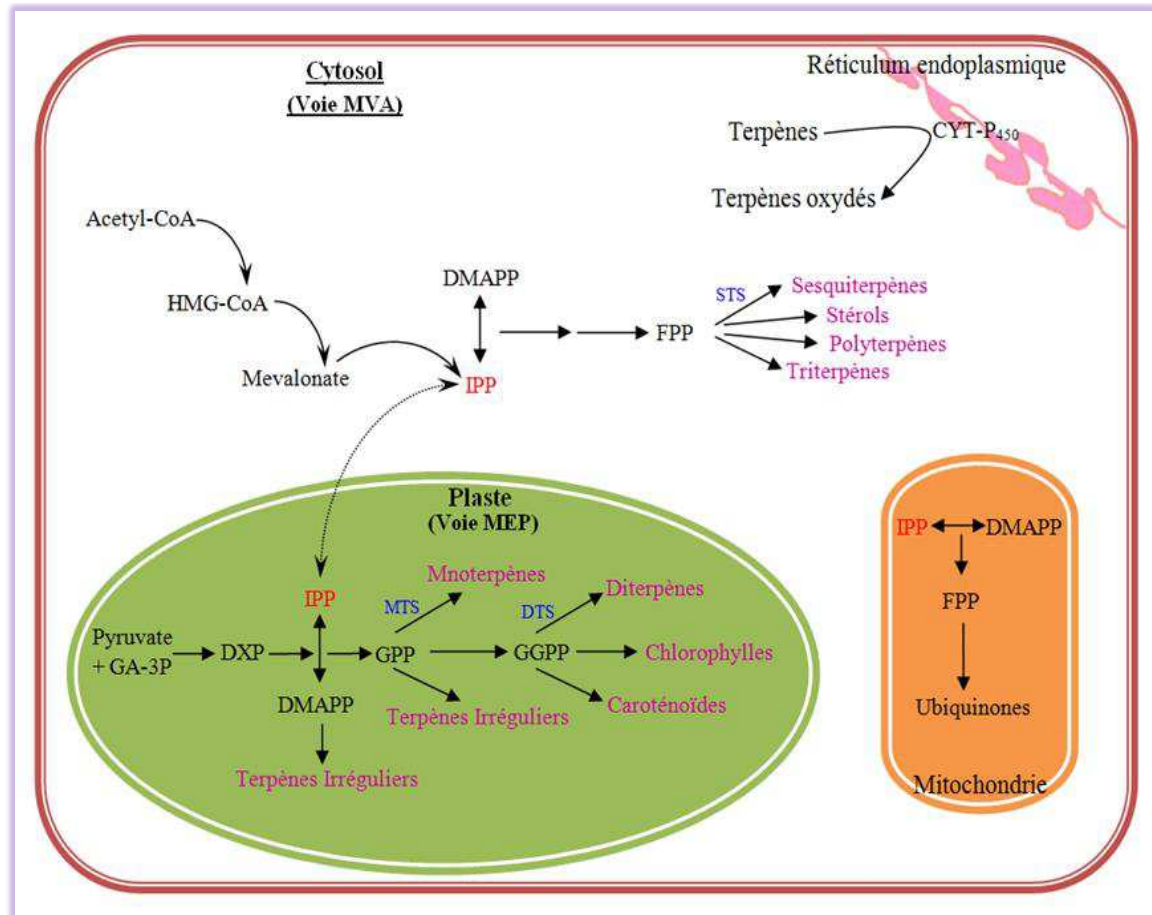 Cytosol
(Voie MVA)
Réticulum endoplasmique
Terpènes
CYT-P450
Terpènes oxydés
Acetyl-CoA
HMG-CoA
Mevalonate
DMAPP
IPP
FPP
STS
Sesquiterpènes
Stérols
Polyterpènes
Triterpènes
Plaste
(Voie MEP)
Pyruvate
+ GA-3P
DXP
IPP
DMAPP
Terpènes Irréguliers
GPP
MTS
Mnoterpènes
Terpènes Irréguliers
GGPP
DTS
Diterpènes
Chlorophylles
Caroténoïdes
IPP
DMAPP
FPP
Ubiquinones
Mitochondrie